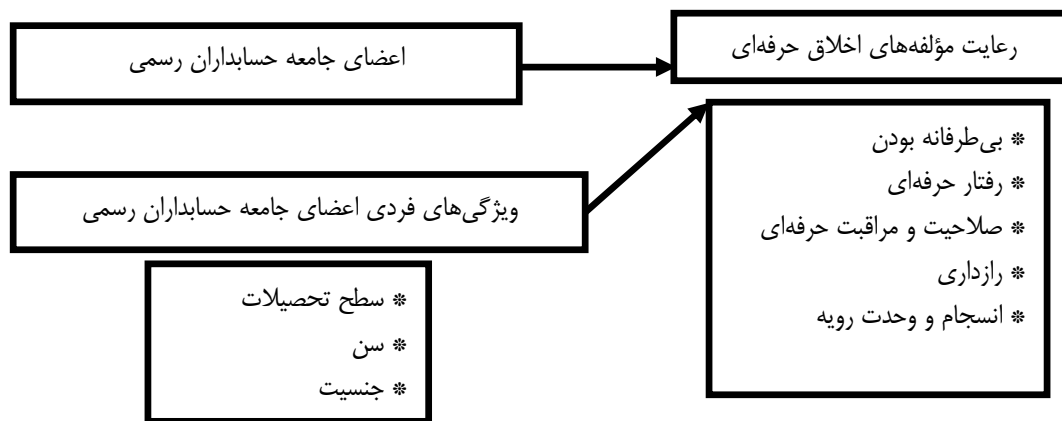 رعایت مؤلفه‌های اخلاق حرفه‌ای
اعضای جامعه حسابداران رسمی
* بی‌طرفانه بودن
* رفتار حرفه‌ای
* صلاحیت و مراقبت حرفه‌ای
* رازداری
* انسجام و وحدت رویه
ویژگی‌های فردی اعضای جامعه حسابداران رسمی
* سطح تحصیلات
* سن
* جنسیت